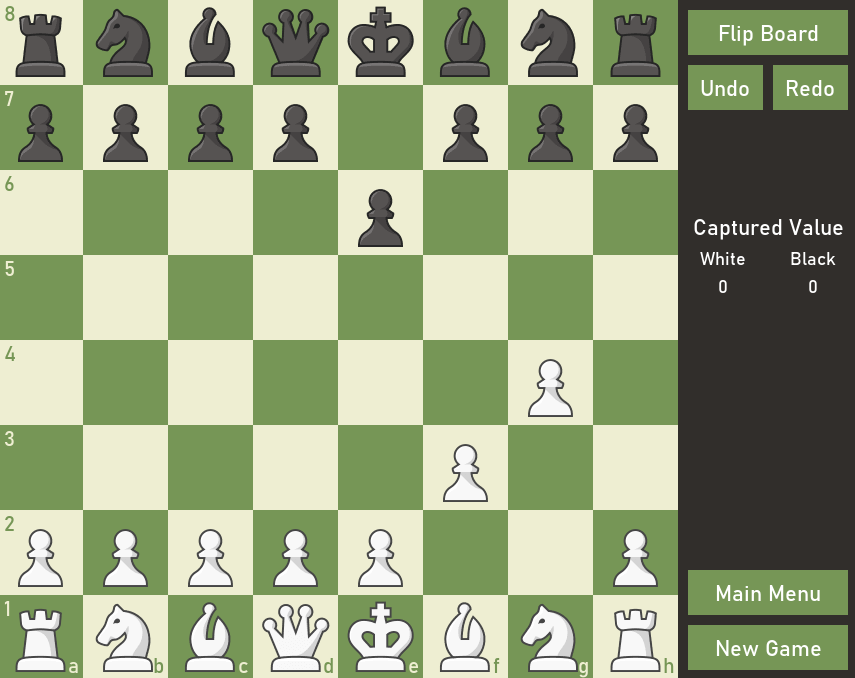 8
Flip Board
7
Undo Redo
6
Captured Value
White Black
5
0 0
4
3
2
Main Menu
1
New Game
a b c d e f g h